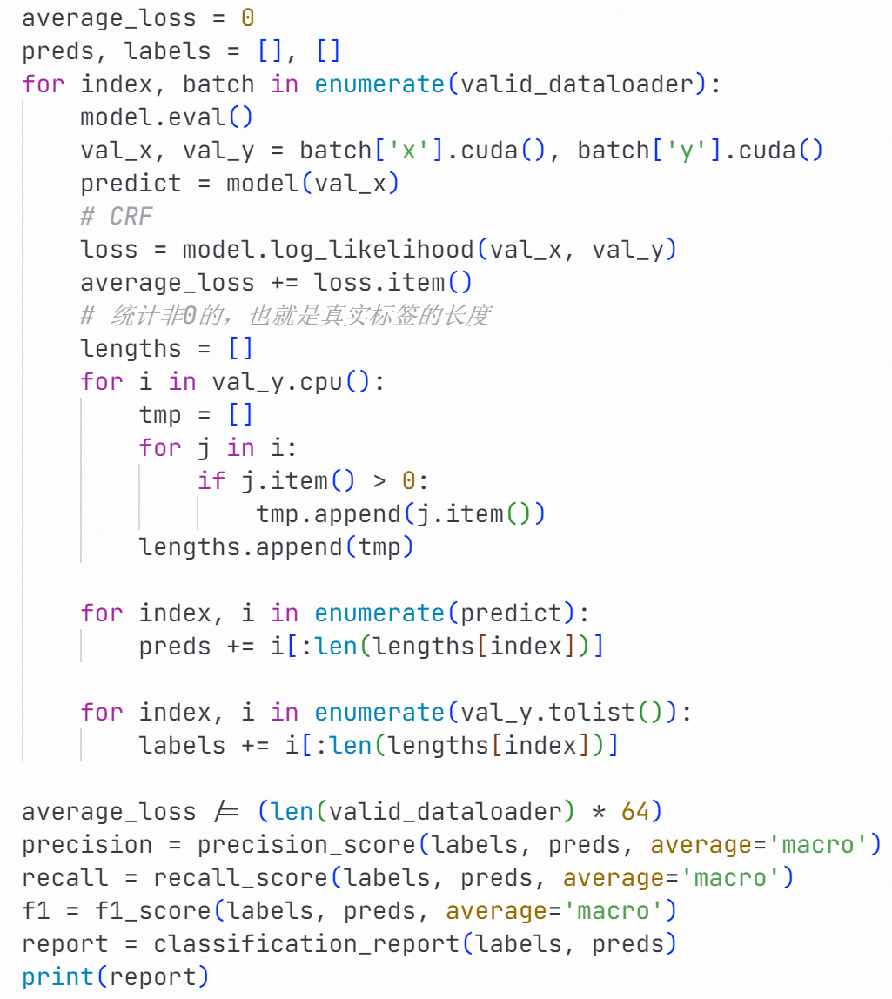 average_loss = 0
preds, labels = [], []
for index, batch in enumerate(valid_dataloader):
    model.eval()
    val_x, val_y = batch['x'].cuda(), batch['y'].cuda()
    predict = model(val_x)
    # CRF
    loss = model.log_likelihood(val_x, val_y)
    average_loss += loss.item()
    # 统计非0的，也就是真实标签的长度
    lengths = []
    for i in val_y.cpu():
        tmp = []
        for j in i:
            if j.item() > 0:
                tmp.append(j.item())
        lengths.append(tmp)

    for index, i in enumerate(predict):
        preds += i[:len(lengths[index])]

    for index, i in enumerate(val_y.tolist()):
        labels += i[:len(lengths[index])]

average_loss /= (len(valid_dataloader) * 64)
precision = precision_score(labels, preds, average='macro')
recall = recall_score(labels, preds, average='macro')
f1 = f1_score(labels, preds, average='macro')
report = classification_report(labels, preds)
print(report)